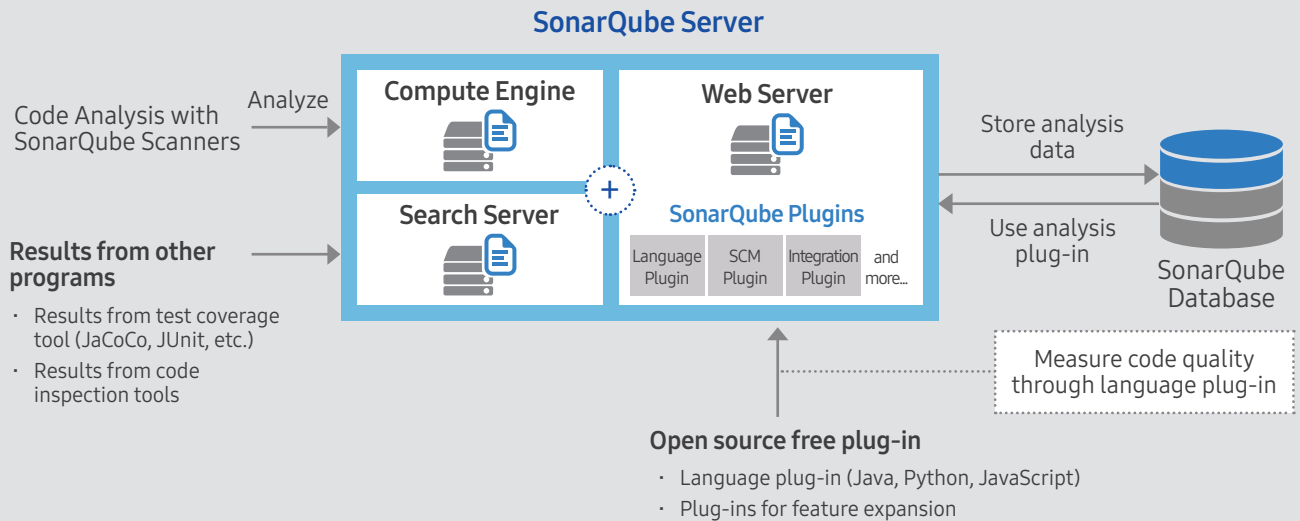 SonarQube Server
Code Analysis with
SonarQube Scanners
Analyze
Compute Engine
Search Server
+
Web Server
SonarQube Plugins
Language
Plugin
SCM
Plugin
Integration
Plugin
and
more...
Store analysis
data
Use analysis
plug-in
SonarQube
Database
Results from other
programs
· Results from test coverage
tool (JaCoCo, JUnit, etc.)
· Results from code
inspection tools
Measure code quality
through language plug-in
Open source free plug-in
· Language plug-in (Java, Python, JavaScript)
· Plug-ins for feature expansion